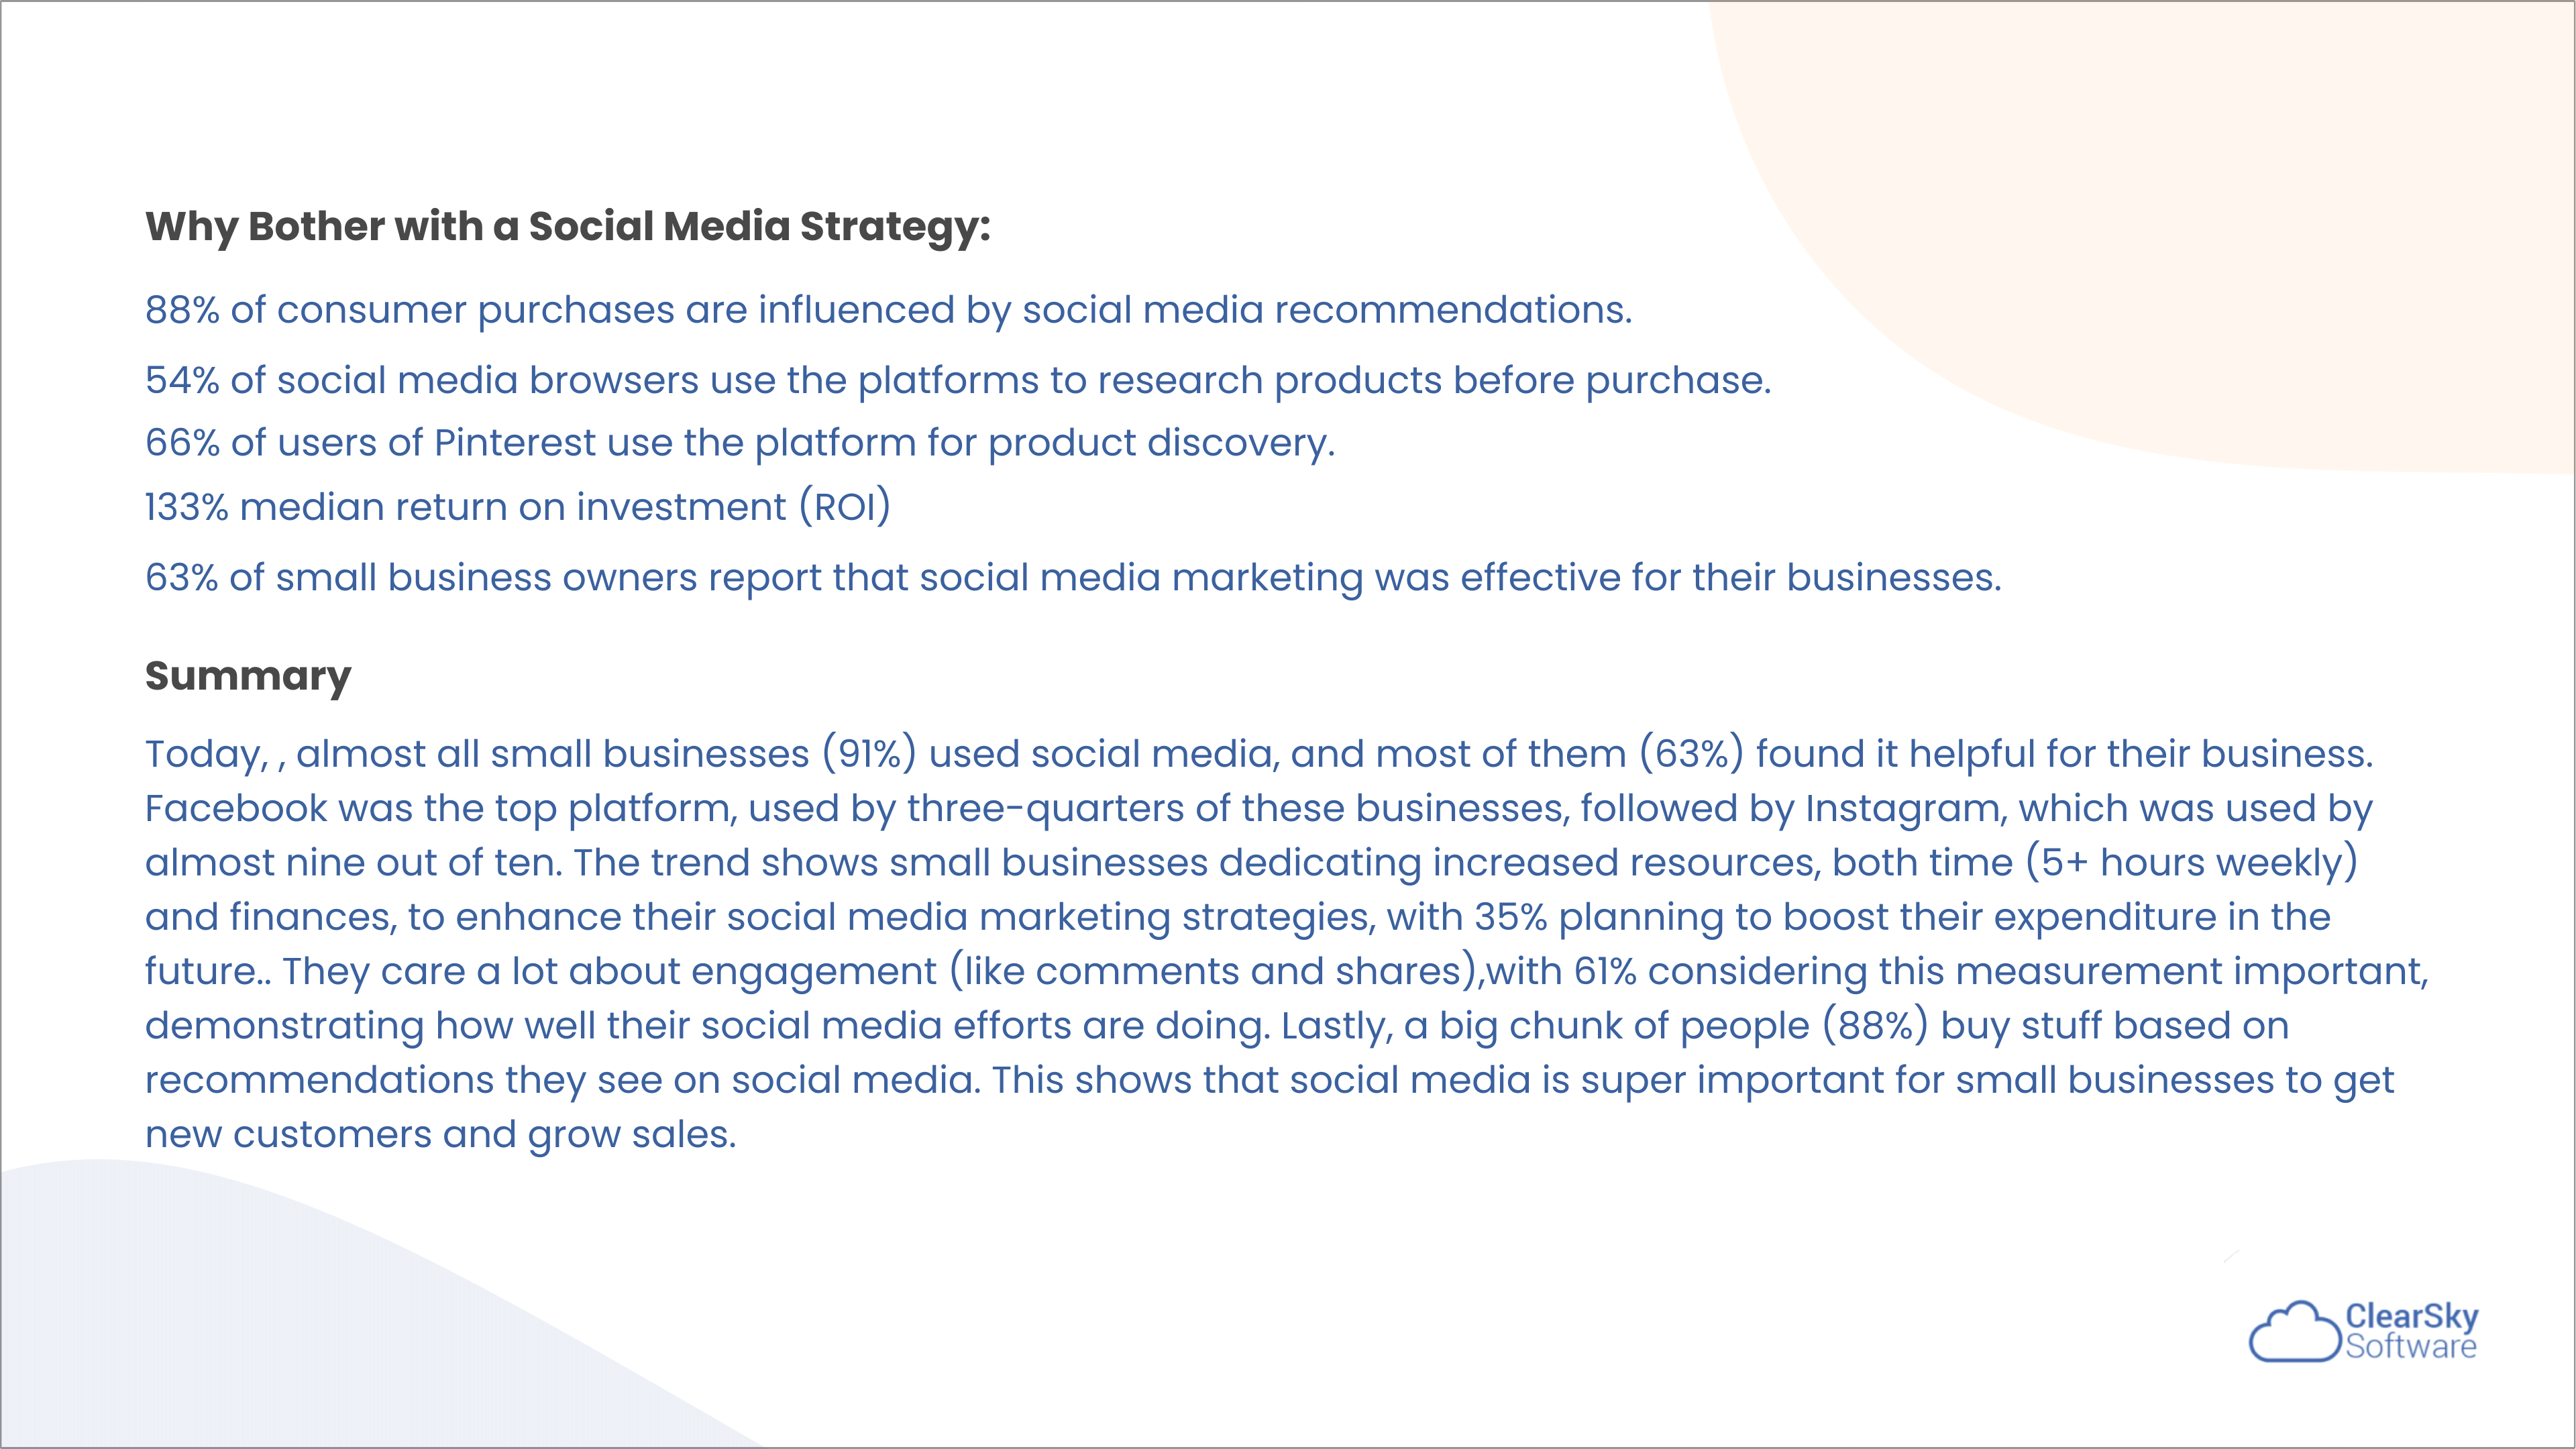 Why Bother with a Social Media Strategy:
88% of consumer purchases are influenced by social media recommendations.
54% of social media browsers use the platforms to research products before purchase.
66% of users of Pinterest use the platform for product discovery.
133% median return on investment (ROI)
63% of small business owners report that social media marketing was effective for their businesses.
Summary
Today, , almost all small businesses (91%) used social media, and most of them (63%) found it helpful for their business.
Facebook was the top platform, used by three-quarters of these businesses, followed by Instagram, which was used by
almost nine out of ten. The trend shows small businesses dedicating increased resources, both time (5+ hours weekly)
and finances, to enhance their social media marketing strategies, with 35% planning to boost their expenditure in the
future.. They care a lot about engagement (like comments and shares),with 61% considering this measurement important,
demonstrating how well their social media efforts are doing. Lastly, a big chunk of people (88%) buy stuff based on
recommendations they see on social media. This shows that social media is super important for small businesses to get
new customers and grow sales.
ClearSky
Software